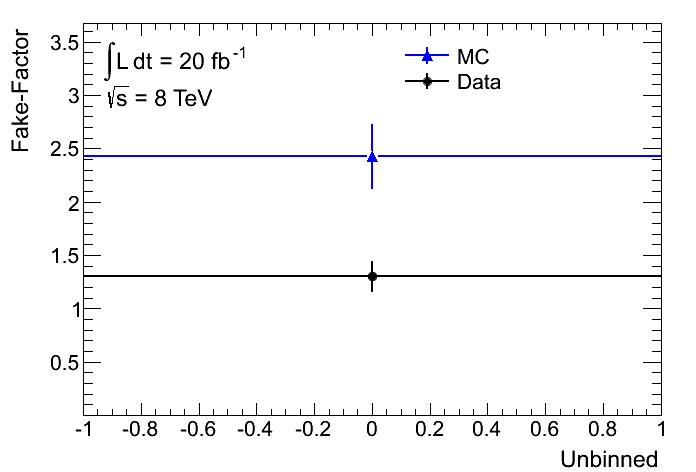 Fake-Factor
∫L dt = 20 fb⁻¹
√s = 8 TeV
MC
Data
3.5
3
2.5
2
1.5
1
0.5
-1 -0.8 -0.6 -0.4 -0.2 0 0.2 0.4 0.6 0.8 1
Unbinned